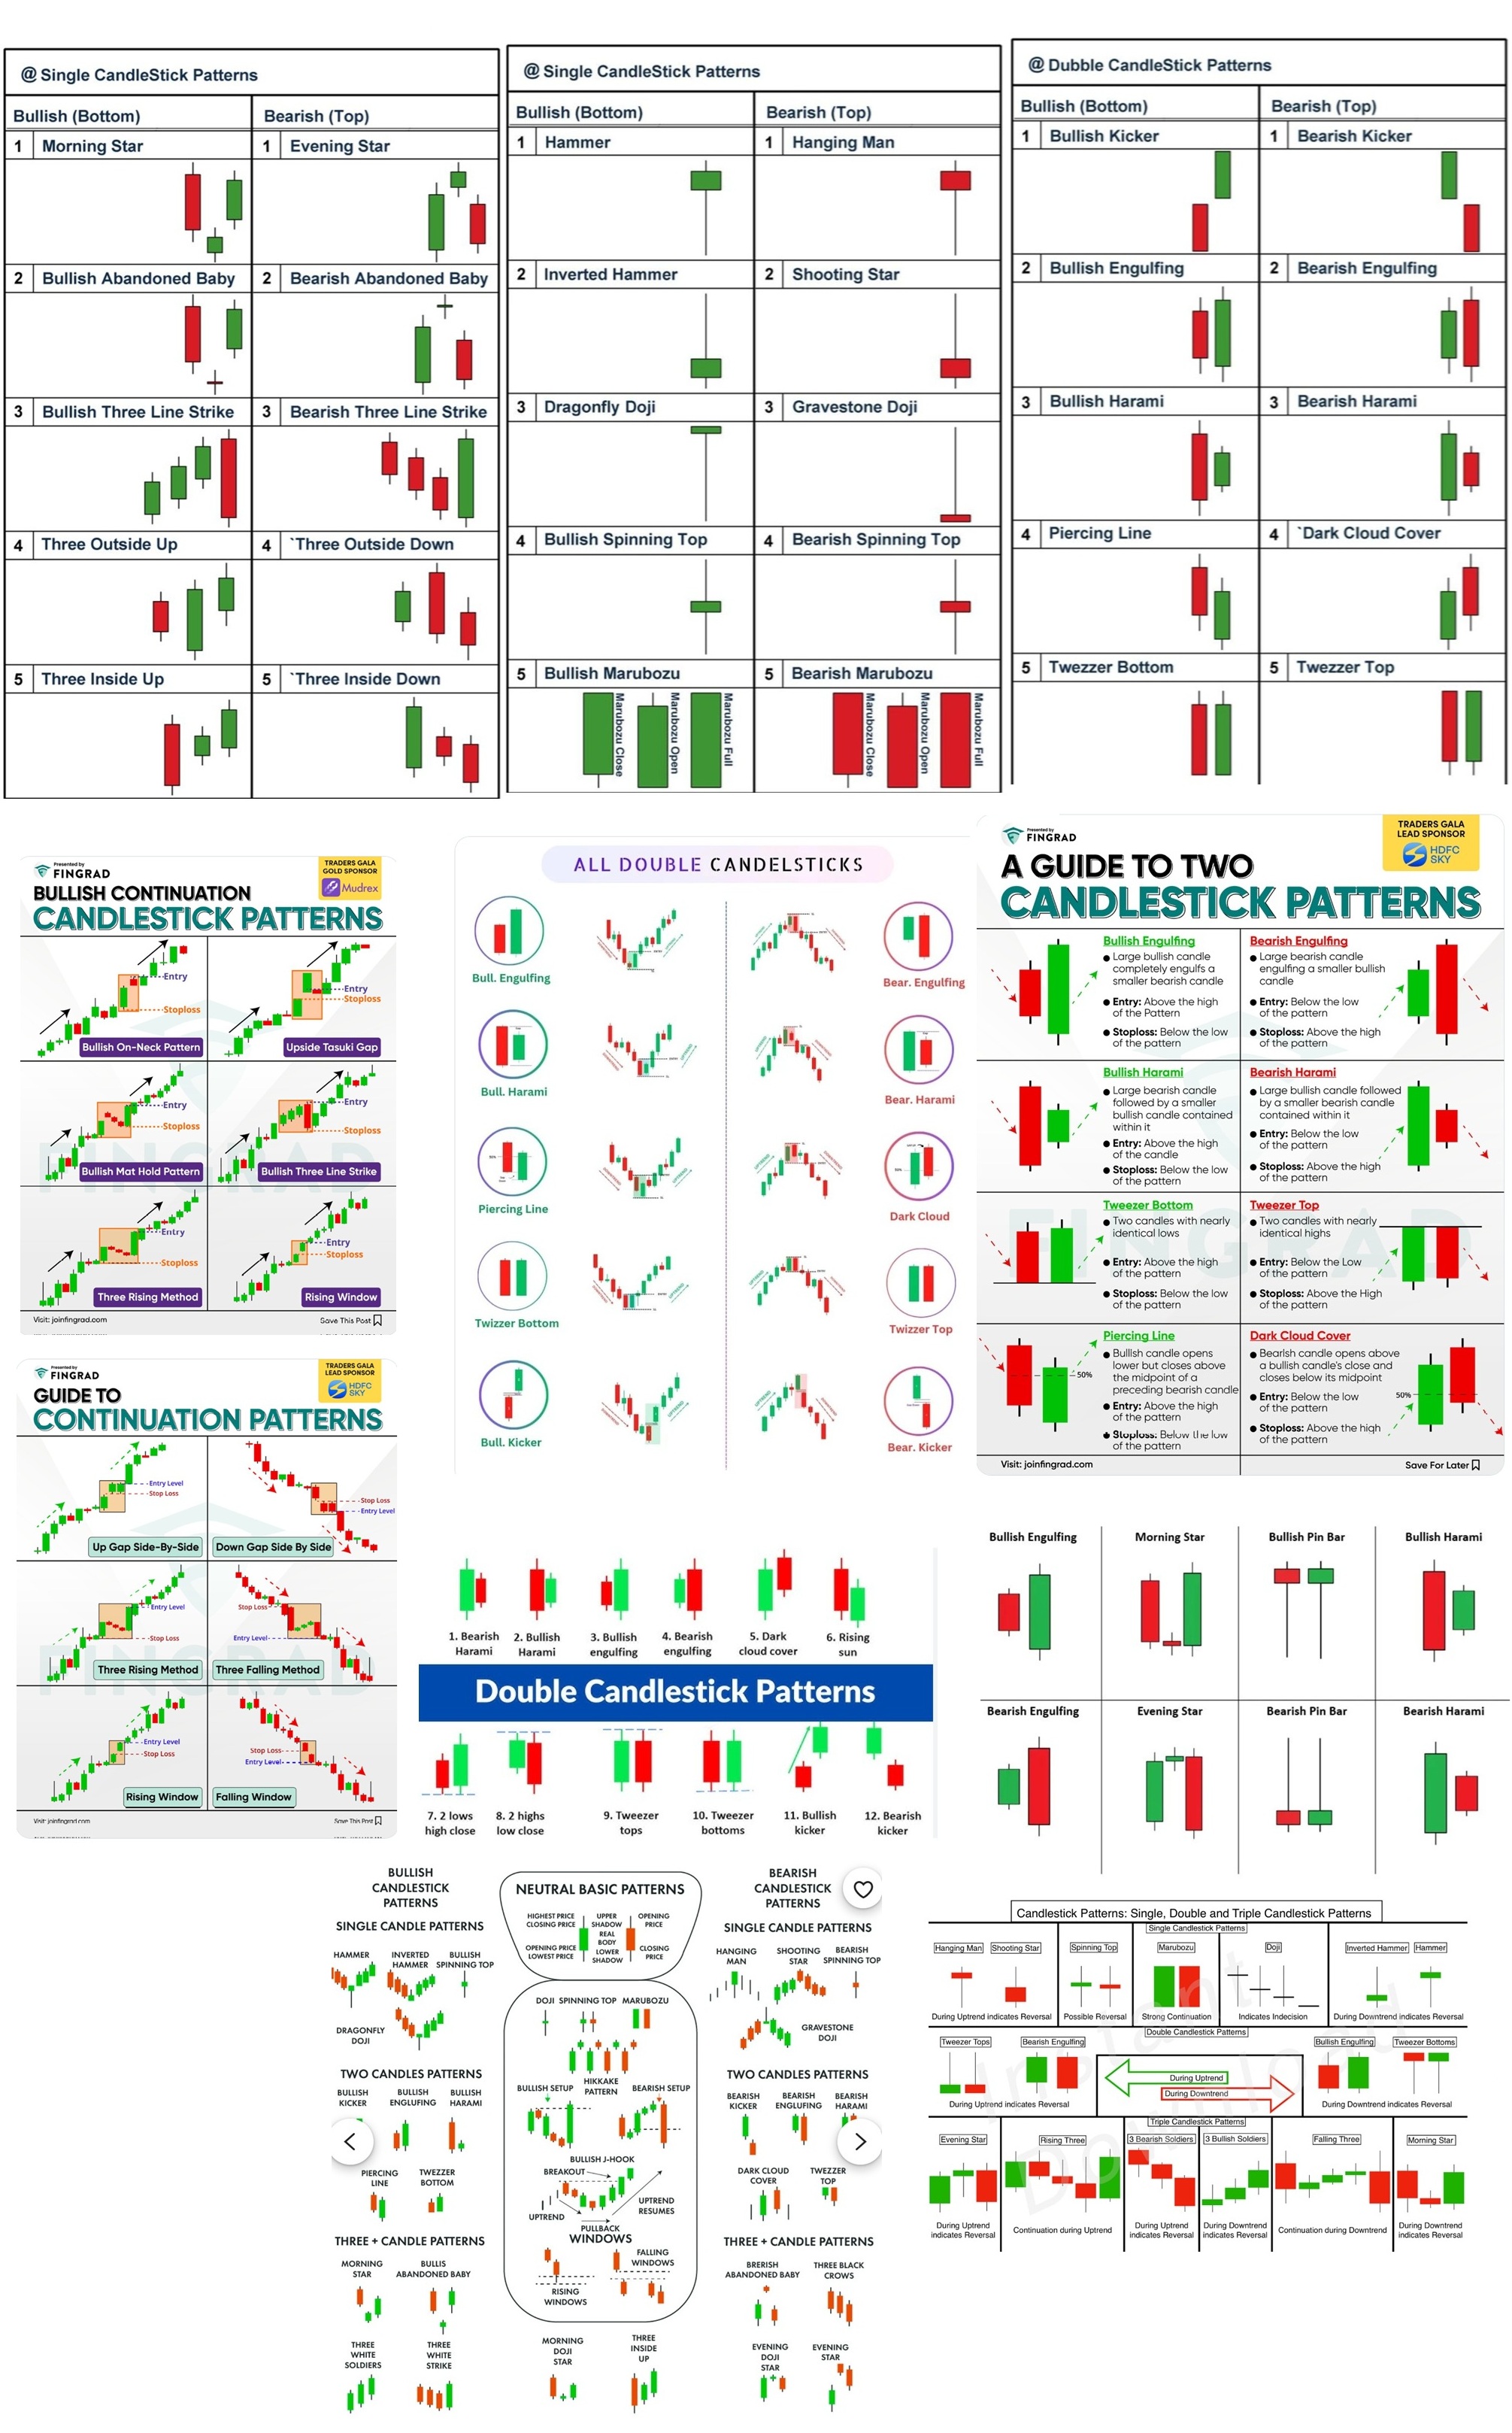 @ Single CandleStick Patterns
Bullish (Bottom) Bearish (Top)
1 Morning Star 1 Evening Star
2 Bullish Abandoned Baby 2 Bearish Abandoned Baby
3 Bullish Three Line Strike 3 Bearish Three Line Strike
4 Three Outside Up 4 `Three Outside Down
5 Three Inside Up 5 `Three Inside Down
@ Single CandleStick Patterns
Bullish (Bottom) Bearish (Top)
1 Hammer 1 Hanging Man
2 Inverted Hammer 2 Shooting Star
3 Dragonfly Doji 3 Gravestone Doji
4 Bullish Spinning Top 4 Bearish Spinning Top
5 Bullish Marubozu 5 Bearish Marubozu
Marubozu Close Marubozu Open Marubozu Full
Marubozu Close Marubozu Open Marubozu Full
@ Dubble CandleStick Patterns
Bullish (Bottom) Bearish (Top)
1 Bullish Kicker 1 Bearish Kicker
2 Bullish Engulfing 2 Bearish Engulfing
3 Bullish Harami 3 Bearish Harami
4 Piercing Line 4 `Dark Cloud Cover
5 Twezzer Bottom 5 Twezzer Top
Presented by
FINGRAD
TRADERS GALA
GOLD SPONSOR
Mudrex
BULLISH CONTINUATION
CANDLESTICK PATTERNS
Entry
Stoploss
Bullish On-Neck Pattern
Entry
Stoploss
Upside Tasuki Gap
Entry
Stoploss
Bullish Mat Hold Pattern
Entry
Stoploss
Bullish Three Line Strike
Entry
Stoploss
Three Rising Method
Entry
Stoploss
Rising Window
FINGRAD
Visit: joinfingrad.com Save This Post
ALL DOUBLE CANDELSTICKS
Bull. Engulfing
Bear. Engulfing
Bull. Harami
Bear. Harami
Piercing Line
Dark Cloud
Twizzer Bottom
Twizzer Top
Bull. Kicker
Bear. Kicker
Presented by
FINGRAD
TRADERS GALA
LEAD SPONSOR
HDFC
SKY
A GUIDE TO TWO
CANDLESTICK PATTERNS
Bullish Engulfing
Large bullish candle
completely engulfs a
smaller bearish candle
Entry: Above the high
of the Pattern
Stoploss: Below the low
of the pattern
Bearish Engulfing
Large bearish candle
engulfing a smaller bullish
candle
Entry: Below the low
of the pattern
Stoploss: Above the high
of the pattern
Bullish Harami
Large bearish candle
followed by a smaller
bullish candle contained
within it
Entry: Above the high
of the candle
Stoploss: Below the low
of the pattern
Bearish Harami
Large bullish candle followed
by a smaller bearish candle
contained within it
Entry: Below the low
of the pattern
Stoploss: Above the high
of the pattern
Tweezer Bottom
Two candles with nearly
identical lows
Entry: Above the high
of the pattern
Stoploss: Below the low
of the pattern
Tweezer Top
Two candles with nearly
identical highs
Entry: Below the Low
of the pattern
Stoploss: Above the High
of the pattern
Piercing Line
Bullish candle opens
lower but closes above
the midpoint of a
preceding bearish candle
Entry: Above the high
of the pattern
Stoploss: Below the low
of the pattern
50%
Dark Cloud Cover
Bearish candle opens above
a bullish candle's close and
closes below its midpoint
Entry: Below the low
of the pattern
Stoploss: Above the high
of the pattern
50%
FINGRAD
Visit: joinfingrad.com Save For Later
Presented by
FINGRAD
TRADERS GALA
LEAD SPONSOR
HDFC
SKY
GUIDE TO
CONTINUATION PATTERNS
Entry Level
Stop Loss
Up Gap Side-By-Side
Stop Loss
Entry Level
Down Gap Side By Side
Entry Level
Stop Loss
Three Rising Method
Stop Loss
Entry Level
Three Falling Method
Entry Level
Stop Loss
Rising Window
Stop Loss
Entry Level
Falling Window
FINGRAD
Visit: joinfingrad.com Save This Post
1. Bearish Harami
2. Bullish Harami
3. Bullish engulfing
4. Bearish engulfing
5. Dark cloud cover
6. Rising sun
Double Candlestick Patterns
7. 2 lows high close
8. 2 highs low close
9. Tweezer tops
10. Tweezer bottoms
11. Bullish kicker
12. Bearish kicker
Bullish Engulfing Morning Star Bullish Pin Bar Bullish Harami
Bearish Engulfing Evening Star Bearish Pin Bar Bearish Harami
BULLISH
CANDLESTICK
PATTERNS
SINGLE CANDLE PATTERNS
HAMMER
INVERTED
HAMMER
BULLISH
SPINNING TOP
DRAGONFLY
DOJI
TWO CANDLES PATTERNS
BULLISH
KICKER
BULLISH
ENGLUFING
BULLISH
HARAMI
PIERCING
LINE
TWEZZER
BOTTOM
THREE + CANDLE PATTERNS
MORNING
STAR
BULLIS
ABANDONED BABY
THREE
WHITE
SOLDIERS
THREE
WHITE
STRIKE
NEUTRAL BASIC PATTERNS
HIGHEST PRICE
CLOSING PRICE
OPENING PRICE
LOWEST PRICE
UPPER
SHADOW
REAL
BODY
LOWER
SHADOW
OPENING
PRICE
CLOSING
PRICE
DOJI SPINNING TOP MARUBOZU
HIKKAKE
PATTERN
BULLISH SETUP BEARISH SETUP
BULLISH J-HOOK
BREAKOUT
UPTREND
PULLBACK
UPTREND
RESUMES
WINDOWS
RISING
WINDOWS
FALLING
WINDOWS
MORNING
DOJI
STAR
THREE
INSIDE
UP
BEARISH
CANDLESTICK
PATTERNS
SINGLE CANDLE PATTERNS
HANGING
MAN
SHOOTING
STAR
BEARISH
SPINNING TOP
GRAVESTONE
DOJI
TWO CANDLES PATTERNS
BEARISH
KICKER
BEARISH
ENGLUFING
BEARISH
HARAMI
DARK CLOUD
COVER
TWEZZER
TOP
THREE + CANDLE PATTERNS
BRERISH
ABANDONED BABY
THREE BLACK
CROWS
EVENING
DOJI
STAR
EVENING
STAR
Candlestick Patterns: Single, Double and Triple Candlestick Patterns
Single Candlestick Patterns
Hanging Man Shooting Star Spinning Top Marubozu Doji Inverted Hammer Hammer
During Uptrend indicates Reversal Possible Reversal Strong Continuation Indicates Indecision During Downtrend indicates Reversal
Double Candlestick Patterns
Tweezer Tops Bearish Engulfing Bullish Engulfing Tweezer Bottoms
During Uptrend
During Downtrend
During Uptrend indicates Reversal During Downtrend indicates Reversal
Triple Candlestick Patterns
Evening Star Rising Three 3 Bearish Soldiers 3 Bullish Soldiers Falling Three Morning Star
During Uptrend indicates Reversal
Continuation during Uptrend
During Uptrend indicates Reversal
During Downtrend indicates Reversal
Continuation during Downtrend
During Downtrend indicates Reversal
Instant
Download